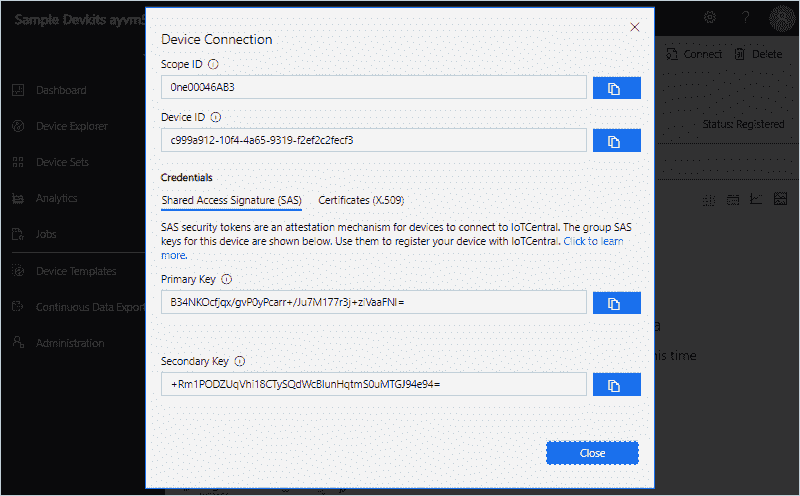 Sample Devkits ayvm
Device Connection
Scope ID
0ne00046AB3
Device ID
c999a912-10f4-4a65-9319-f2ef2c2fecf3
Credentials
Shared Access Signature (SAS) Certificates (X.509)
SAS security tokens are an attestation mechanism for devices to connect to IoTCentral. The group SAS
keys for this device are shown below. Use them to register your device with IoTCentral. Click to learn
more.
Primary Key
B34NKOcfjqx/gvP0yPcarr+/Ju7M177r3j+ziVaaFNI=
Secondary Key
+Rm1PODZUqVhi18CTySQdWcBIunHqtmS0uMTGJ94e94=
Close
Dashboard
Device Explorer
Device Sets
Analytics
Jobs
Device Templates
Continuous Data Export
Administration
?
Connect Delete
Status: Registered
his time